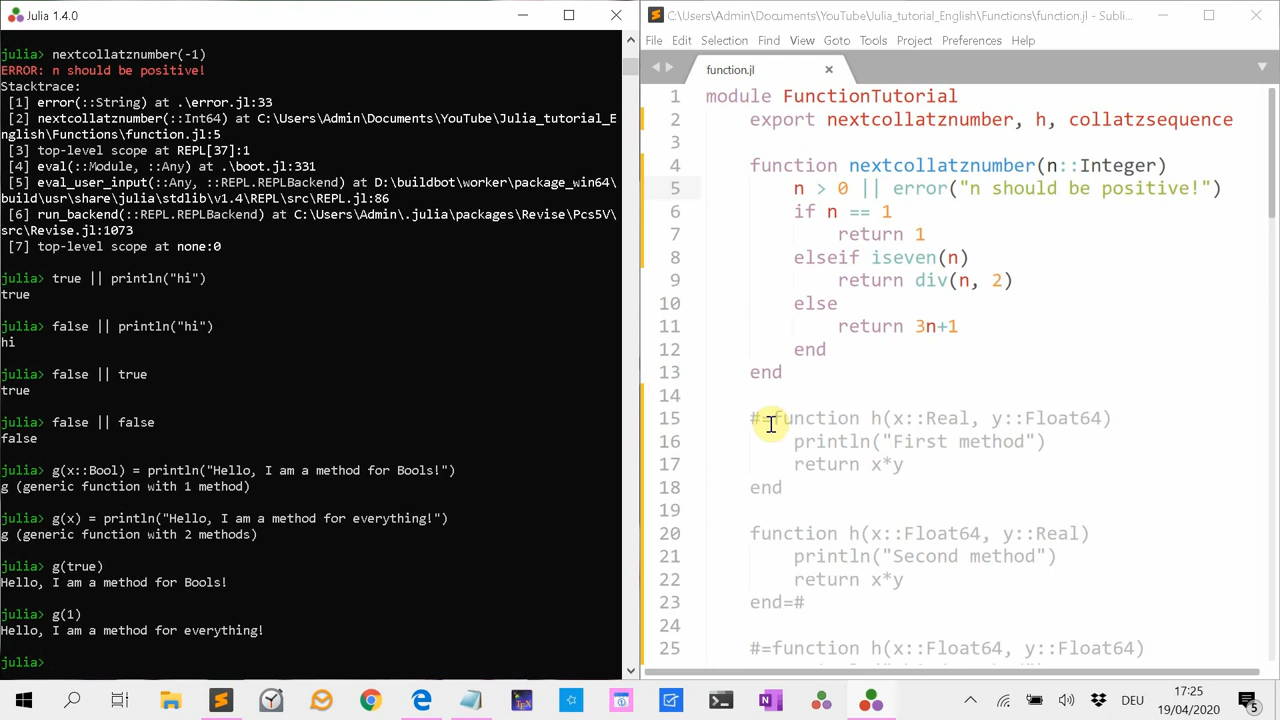 Julia 1.4.0
julia> nextcollatznumber(-1)
ERROR: n should be positive!
Stacktrace:
[1] error(::String) at .\error.jl:33
[2] nextcollatznumber(::Int64) at C:\Users\Admin\Documents\YouTube\Julia_tutorial_E
nglish\Functions\function.jl:5
[3] top-level scope at REPL[37]:1
[4] eval(::Module, ::Any) at .\boot.jl:331
[5] eval_user_input(::Any, ::REPL.REPLBackend) at D:\buildbot\worker\package_win64\
build\usr\share\julia\stdlib\v1.4\REPL\src\REPL.jl:86
[6] run_backend(::REPL.REPLBackend) at C:\Users\Admin\.julia\packages\Revise\Pcs5V\
src\Revise.jl:1073
[7] top-level scope at none:0
julia> true || println("hi")
true
julia> false || println("hi")
hi
julia> false || true
true
julia> false || false
false
julia> g(x::Bool) = println("Hello, I am a method for Bools!")
g (generic function with 1 method)
julia> g(x) = println("Hello, I am a method for everything!")
g (generic function with 2 methods)
julia> g(true)
Hello, I am a method for Bools!
julia> g(1)
Hello, I am a method for everything!
julia>
C:\Users\Admin\Documents\YouTube\Julia_tutorial_English\Functions\function.jl - Subli...
File Edit Selection Find View Goto Tools Project Preferences Help
function.jl
1 module FunctionTutorial
2 export nextcollatznumber, h, collatzsequence
3
4 function nextcollatznumber(n::Integer)
5 n > 0 || error("n should be positive!")
6 if n == 1
7 return 1
8 elseif iseven(n)
9 return div(n, 2)
10 else
11 return 3n+1
12 end
13 end
14
15 #=function h(x::Real, y::Float64)
16 println("First method")
17 return x*y
18 end
19
20 function h(x::Float64, y::Real)
21 println("Second method")
22 return x*y
23 end=#
24
25 #=function h(x::Float64, y::Float64)
DEU
17:25
19/04/2020
5